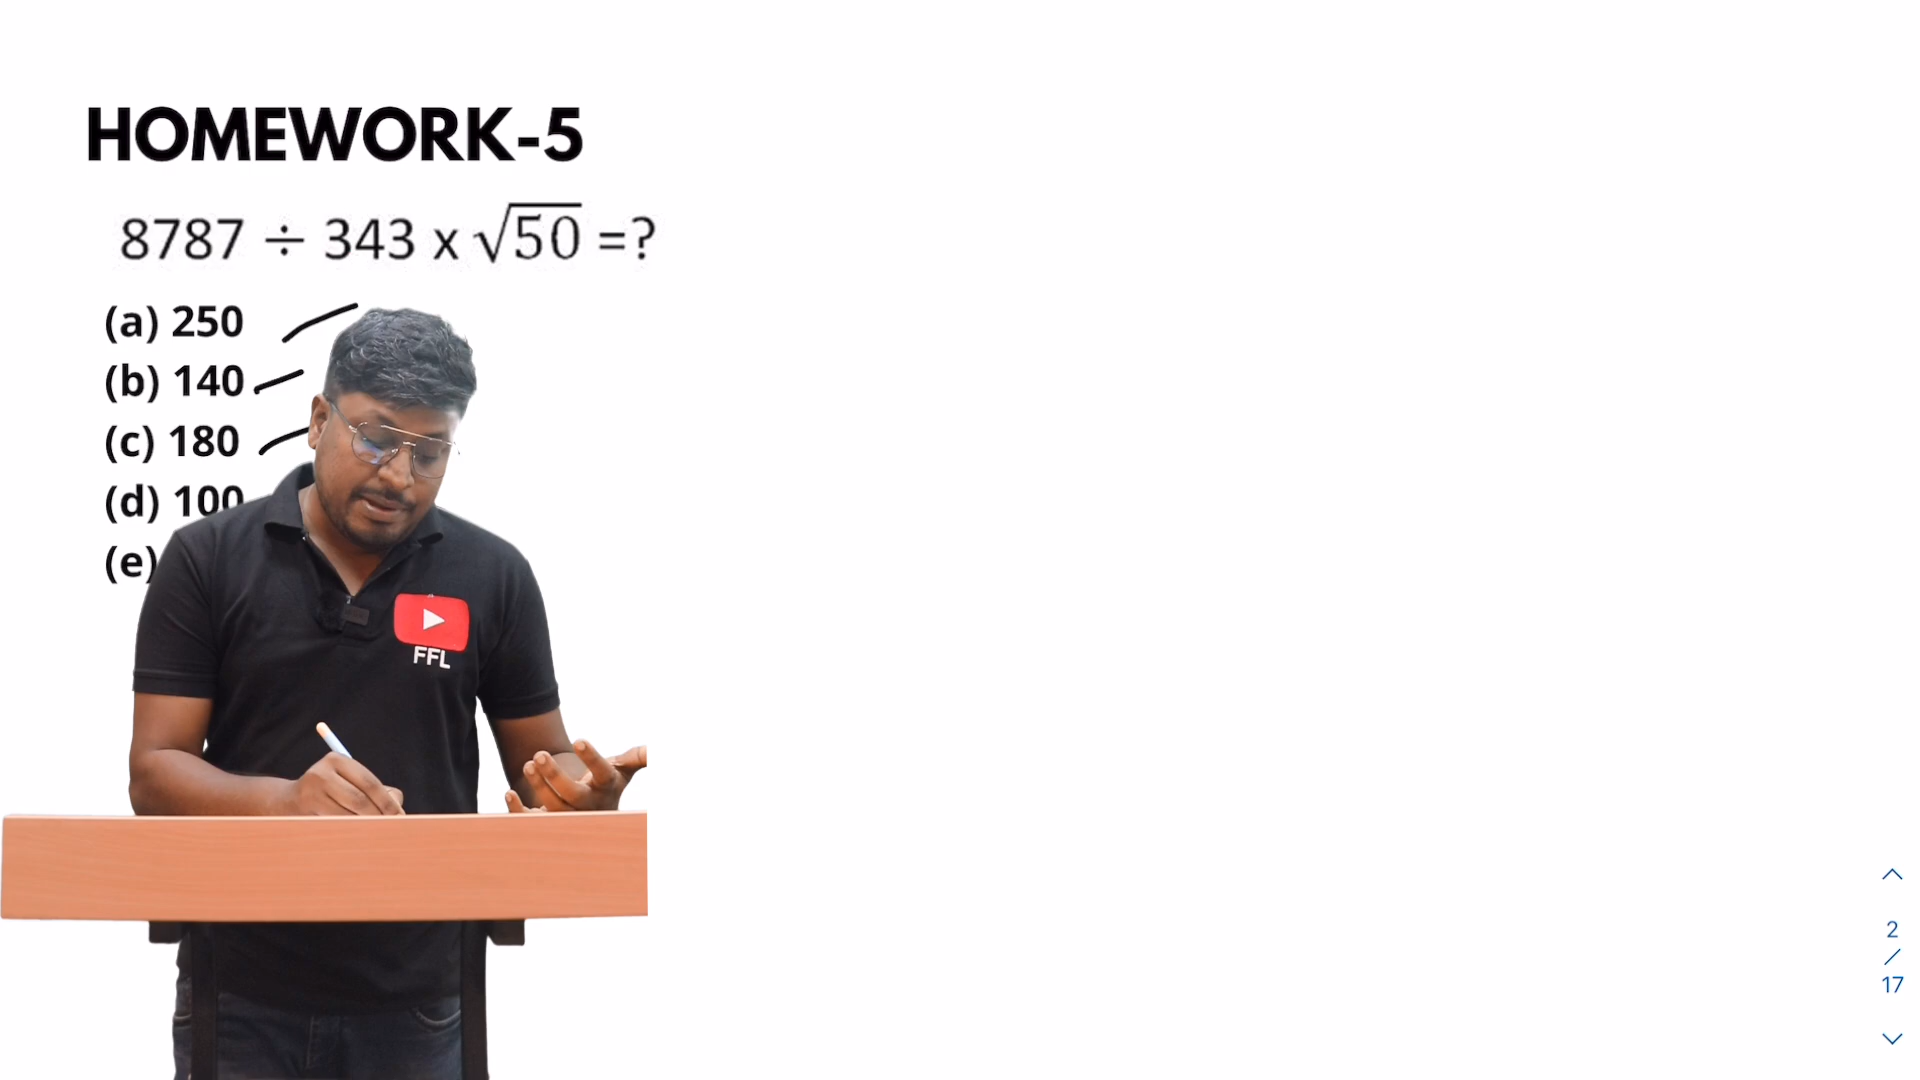 HOMEWORK-5
8787 ÷ 343 x √50 =?
(a) 250
(b) 140
(c) 180
(d) 100
(e)
FFL
2
/
17